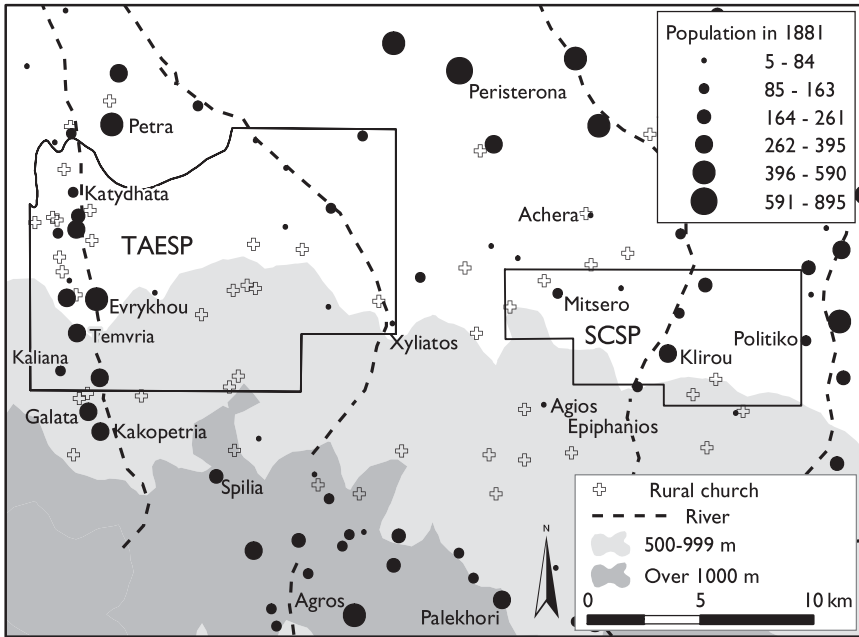 Population in 1881
5 - 84
85 - 163
164 - 261
262 - 395
396 - 590
591 - 895
Peristerona
Petra
Katydhata
Achera
TAESP
Evrykhou
Mitsero
Temvria
Xyliatos
SCSP
Politiko
Kaliana
Klirou
Galata
Agios
Epiphanios
Kakopetria
Spilia
Agros
Palekhori
N
Rural church
River
500-999 m
Over 1000 m
0 5 10 km